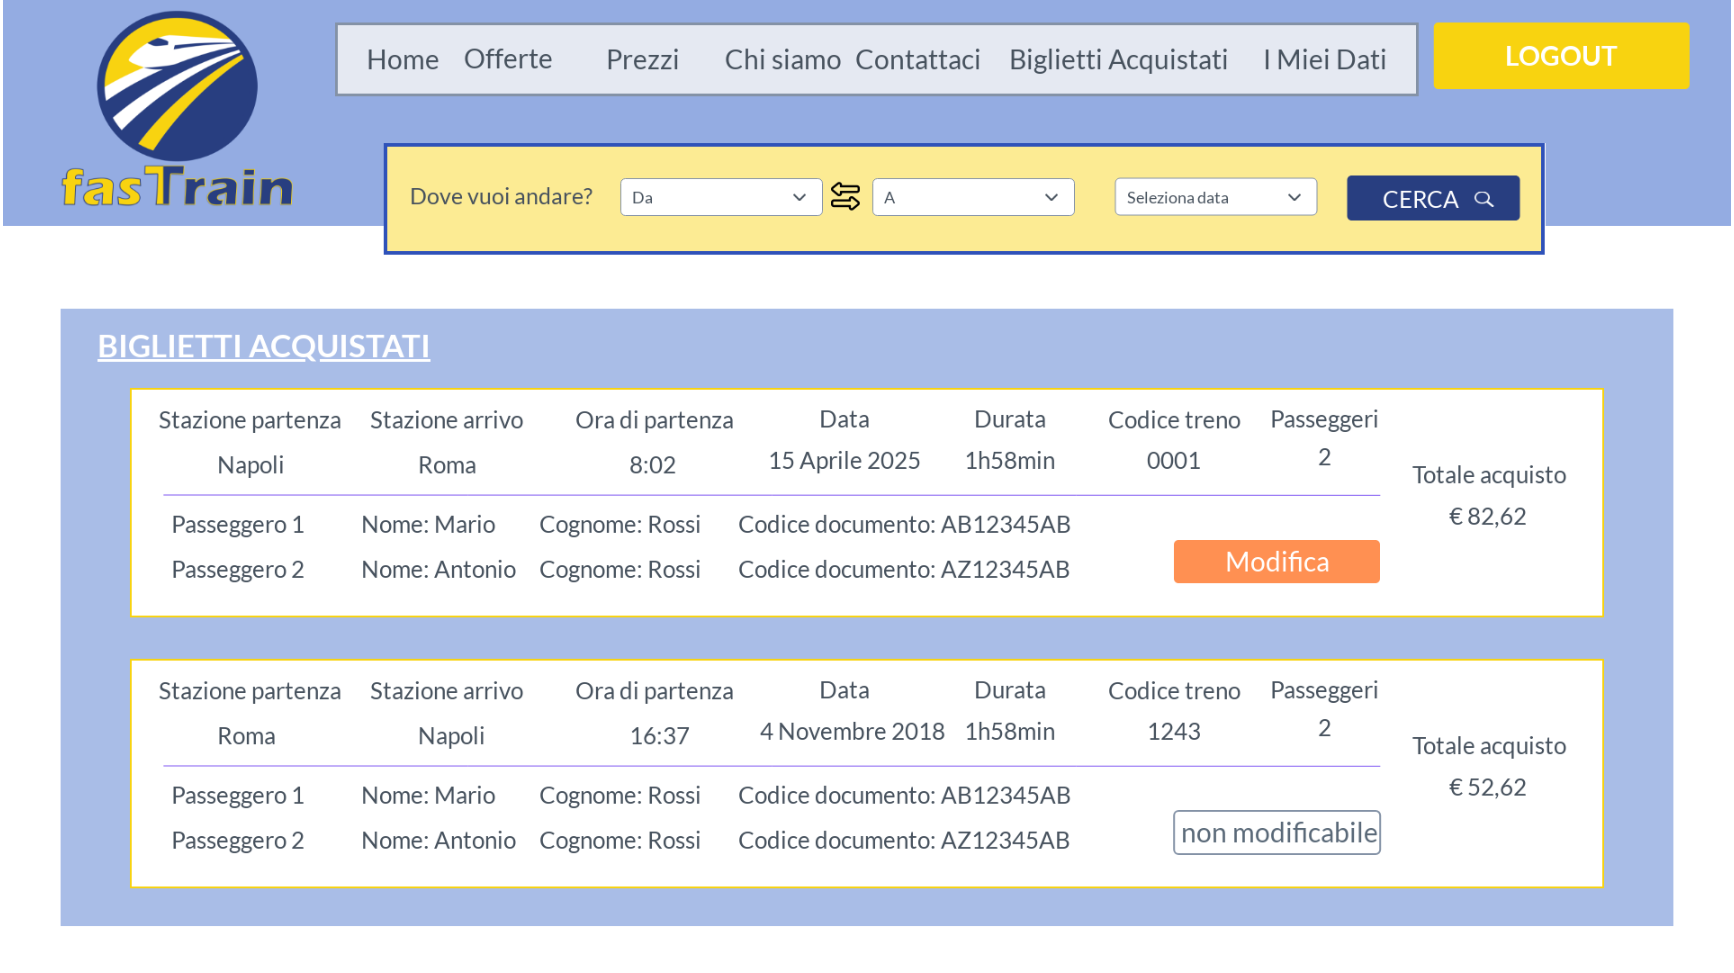 Home Offerte Prezzi Chi siamo Contattaci Biglietti Acquistati I Miei Dati LOGOUT
fasTrain
Dove vuoi andare? Da A Seleziona data CERCA
BIGLIETTI ACQUISTATI
Stazione partenza Stazione arrivo Ora di partenza Data Durata Codice treno Passeggeri
Napoli Roma 8:02 15 Aprile 2025 1h58min 0001 2
Totale acquisto
€ 82,62
Passeggero 1 Nome: Mario Cognome: Rossi Codice documento: AB12345AB
Passeggero 2 Nome: Antonio Cognome: Rossi Codice documento: AZ12345AB
Modifica
Stazione partenza Stazione arrivo Ora di partenza Data Durata Codice treno Passeggeri
Roma Napoli 16:37 4 Novembre 2018 1h58min 1243 2
Totale acquisto
€ 52,62
Passeggero 1 Nome: Mario Cognome: Rossi Codice documento: AB12345AB
Passeggero 2 Nome: Antonio Cognome: Rossi Codice documento: AZ12345AB
non modificabile